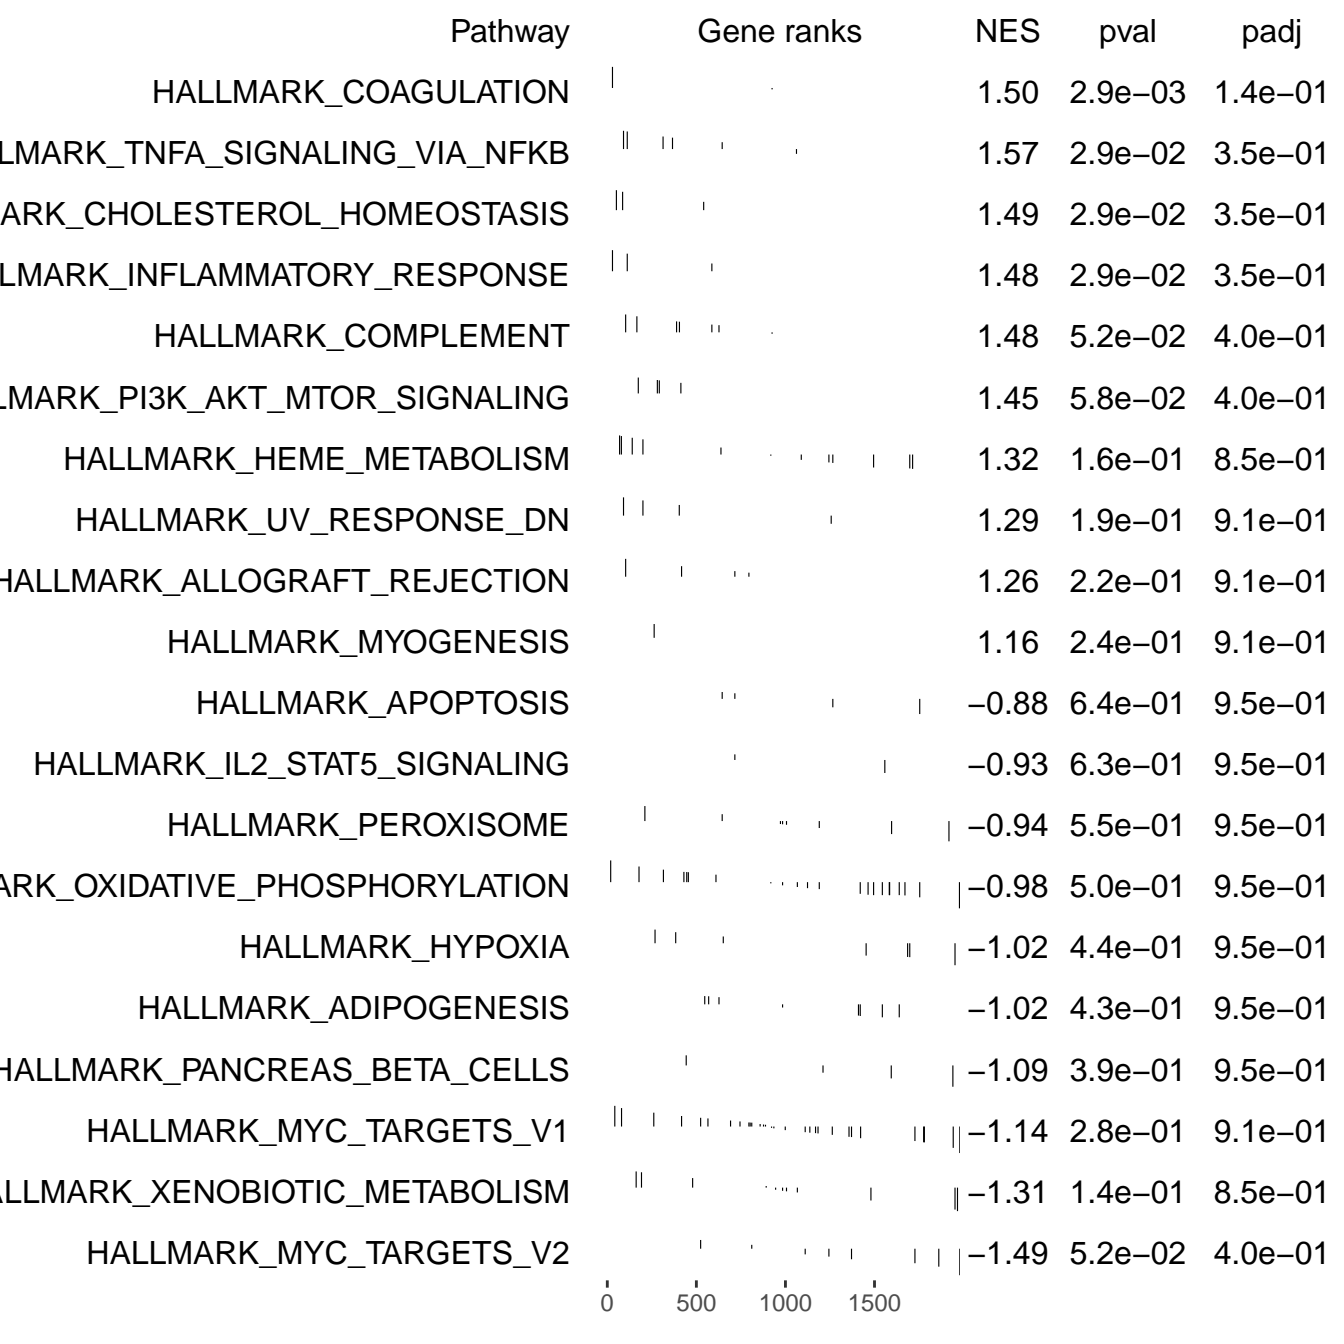 Pathway Gene ranks NES pval padj
HALLMARK_COAGULATION 1.50 2.9e−03 1.4e−01
LMARK_TNFA_SIGNALING_VIA_NFKB 1.57 2.9e−02 3.5e−01
ARK_CHOLESTEROL_HOMEOSTASIS 1.49 2.9e−02 3.5e−01
LMARK_INFLAMMATORY_RESPONSE 1.48 2.9e−02 3.5e−01
HALLMARK_COMPLEMENT 1.48 5.2e−02 4.0e−01
LMARK_PI3K_AKT_MTOR_SIGNALING 1.45 5.8e−02 4.0e−01
HALLMARK_HEME_METABOLISM 1.32 1.6e−01 8.5e−01
HALLMARK_UV_RESPONSE_DN 1.29 1.9e−01 9.1e−01
HALLMARK_ALLOGRAFT_REJECTION 1.26 2.2e−01 9.1e−01
HALLMARK_MYOGENESIS 1.16 2.4e−01 9.1e−01
HALLMARK_APOPTOSIS −0.88 6.4e−01 9.5e−01
HALLMARK_IL2_STAT5_SIGNALING −0.93 6.3e−01 9.5e−01
HALLMARK_PEROXISOME −0.94 5.5e−01 9.5e−01
ARK_OXIDATIVE_PHOSPHORYLATION −0.98 5.0e−01 9.5e−01
HALLMARK_HYPOXIA −1.02 4.4e−01 9.5e−01
HALLMARK_ADIPOGENESIS −1.02 4.3e−01 9.5e−01
HALLMARK_PANCREAS_BETA_CELLS −1.09 3.9e−01 9.5e−01
HALLMARK_MYC_TARGETS_V1 −1.14 2.8e−01 9.1e−01
ALLMARK_XENOBIOTIC_METABOLISM −1.31 1.4e−01 8.5e−01
HALLMARK_MYC_TARGETS_V2 −1.49 5.2e−02 4.0e−01
0 500 1000 1500